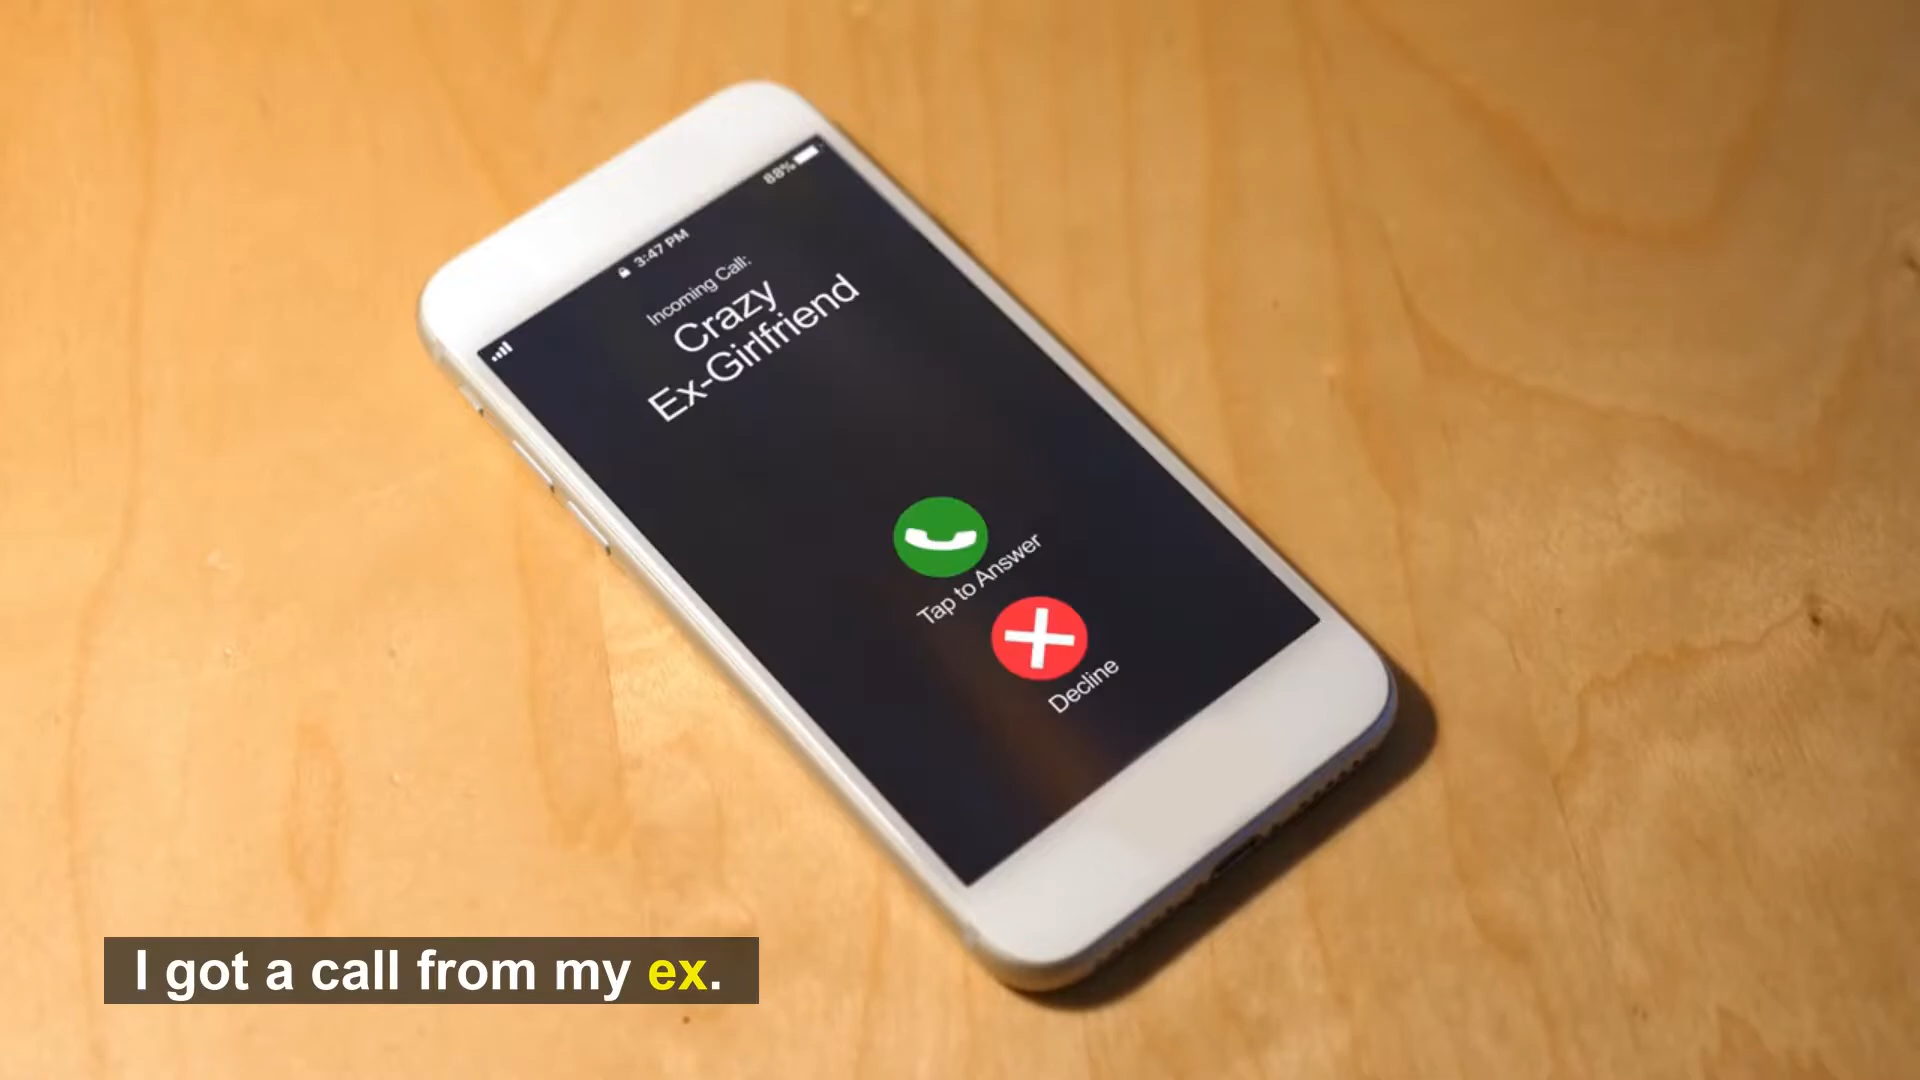 88%
3:47 PM
Incoming Call:
Crazy
Ex-Girlfriend
Tap to Answer
Decline
I got a call from my ex.